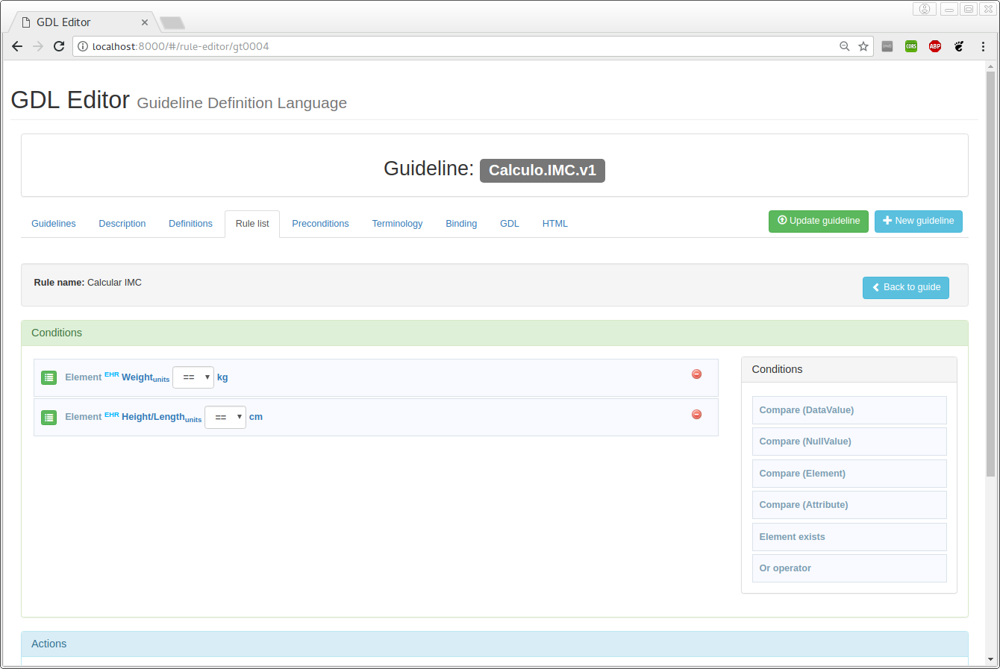 GDL Editor
localhost:8000/#/rule-editor/gt0004
CORS
ABP
GDL Editor Guideline Definition Language
Guideline: Calculo.IMC.v1
Guidelines Description Definitions Rule list Preconditions Terminology Binding GDL HTML Update guideline New guideline
Rule name: Calcular IMC
Back to guide
Conditions
Element EHR Weight units == kg
Element EHR Height/Length units == cm
Conditions
Compare (DataValue)
Compare (NullValue)
Compare (Element)
Compare (Attribute)
Element exists
Or operator
Actions